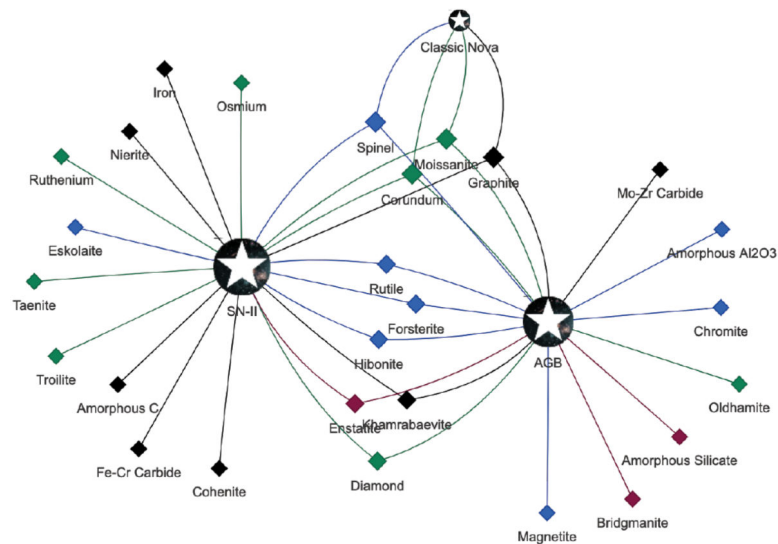 Classic Nova
Iron
Osmium
Nierite
Spinel
Moissanite
Graphite
Ruthenium
Corundum
Mo-Zr Carbide
Eskolaite
Amorphous Al2O3
Taenite
SN-II
Rutile
Forsterite
Chromite
Troilite
Hibonite
AGB
Oldhamite
Amorphous C
Enstatite
Khamrabaevite
Fe-Cr Carbide
Cohenite
Diamond
Amorphous Silicate
Bridgmanite
Magnetite